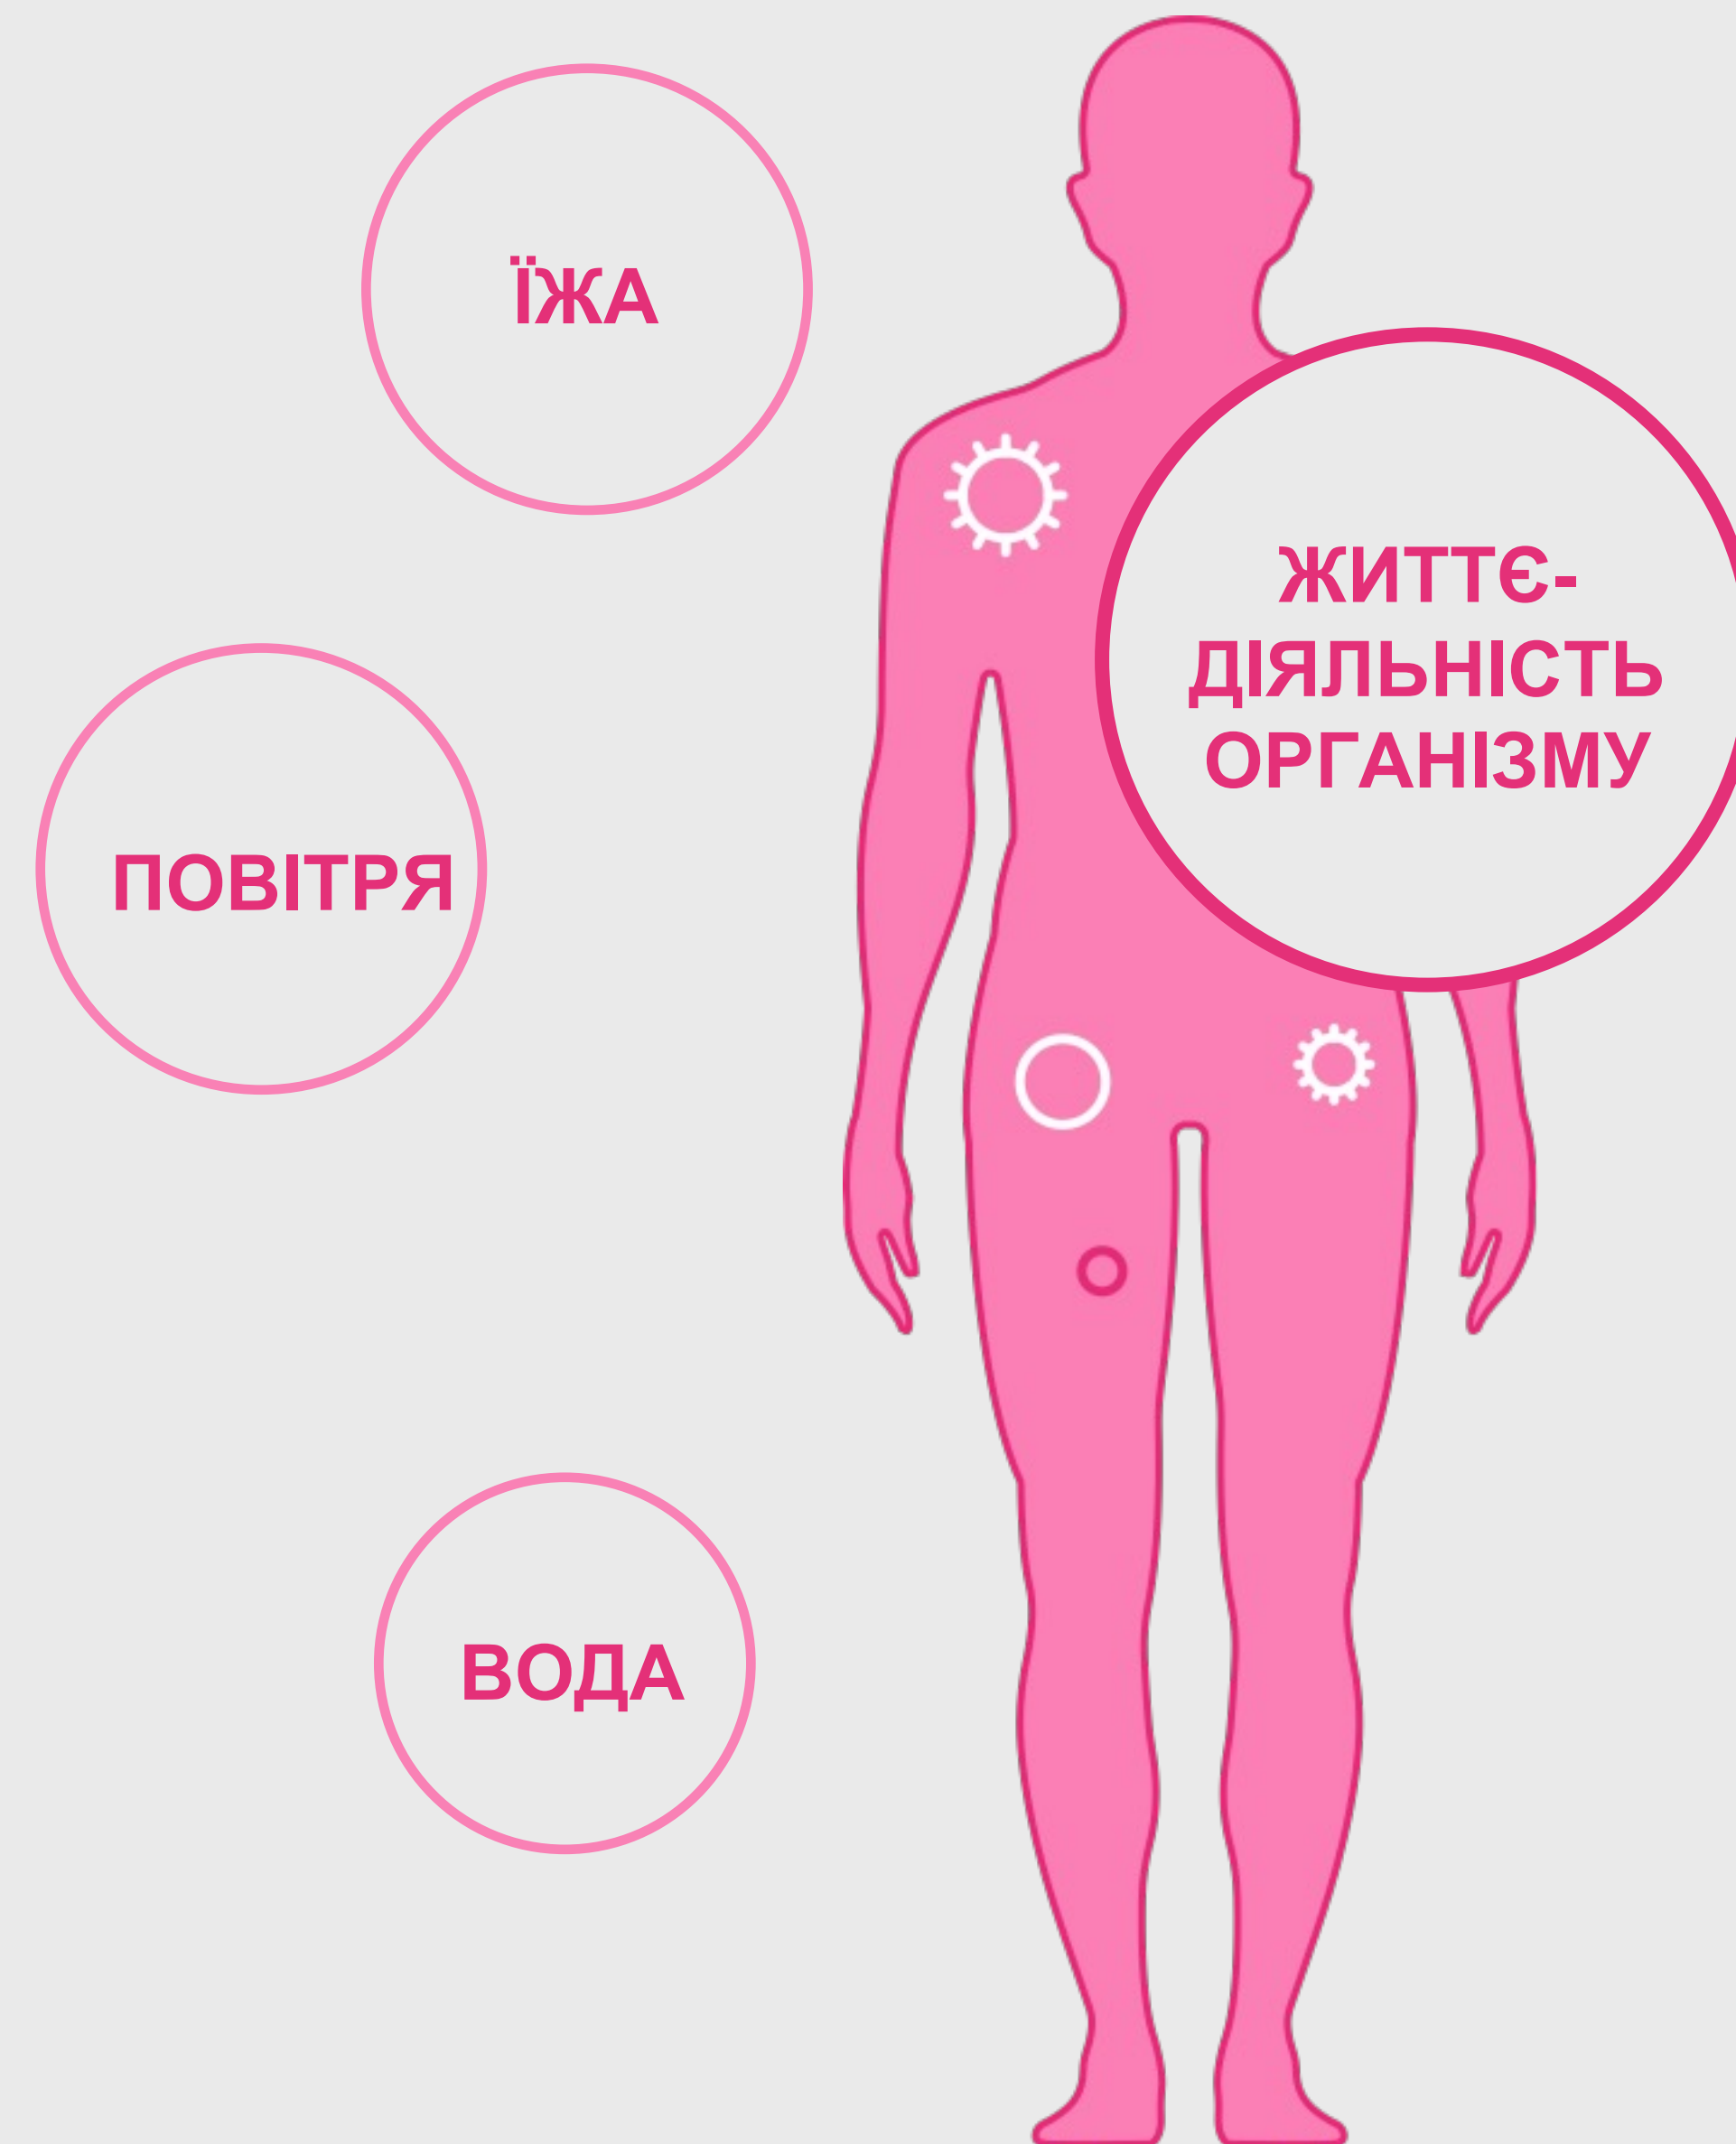 ЇЖА
ЖИТТЄ-
ДІЯЛЬНІСТЬ
ОРГАНІЗМУ
ПОВІТРЯ
ВОДА